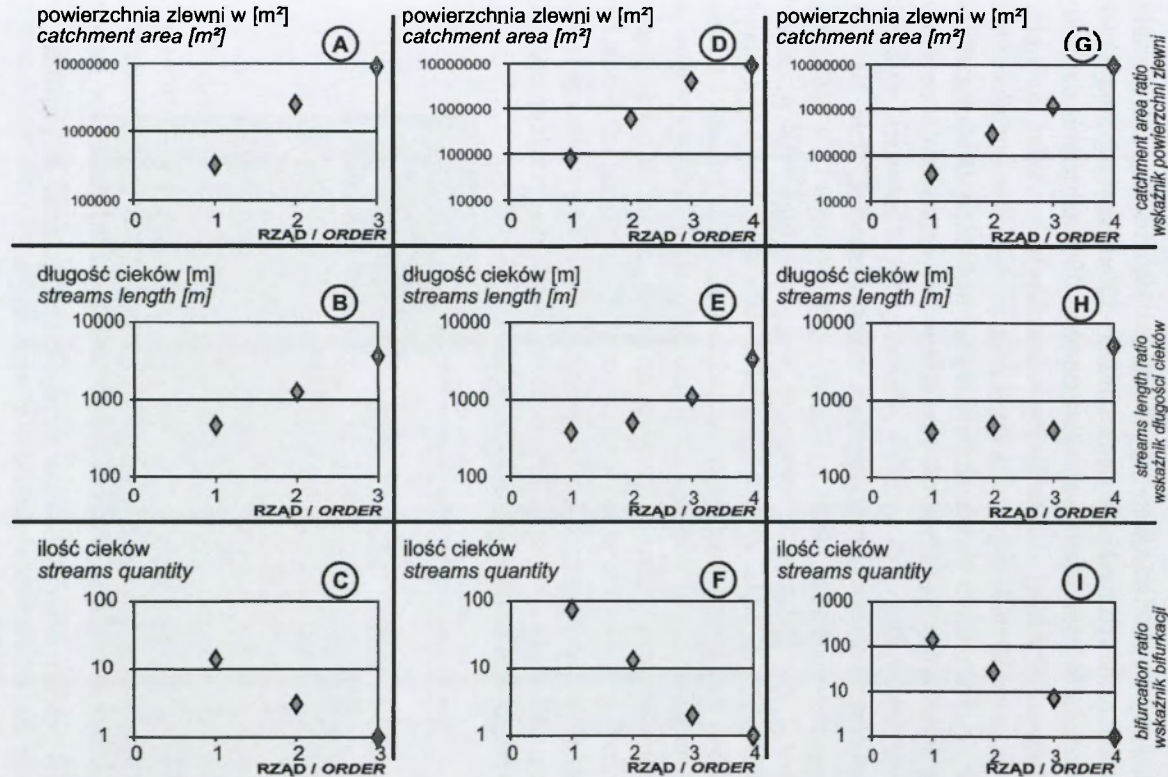 powierzchnia zlewni w [m²]
catchment area [m²]
A
10000000
1000000
100000
0
1
2
3
RZĄD / ORDER
powierzchnia zlewni w [m²]
catchment area [m²]
D
10000000
1000000
100000
10000
0
1
2
3
4
RZĄD / ORDER
powierzchnia zlewni w [m²]
catchment area [m²]
(G)
10000000
1000000
100000
10000
0
1
2
3
4
RZĄD / ORDER
catchment area ratio
wskaźnik powierzchni zlewni
długość cieków [m]
streams length [m]
B
10000
1000
100
0
1
2
3
RZĄD / ORDER
długość cieków [m]
streams length [m]
E
10000
1000
100
0
1
2
3
4
RZĄD / ORDER
długość cieków [m]
streams length [m]
H
10000
1000
100
0
1
2
3
4
RZĄD / ORDER
streams length ratio
wskaźnik długości cieków
ilość cieków
streams quantity
C
100
10
1
0
1
2
3
RZĄD / ORDER
ilość cieków
streams quantity
F
100
10
1
0
1
2
3
4
RZĄD / ORDER
ilość cieków
streams quantity
I
1000
100
10
1
0
1
2
3
4
RZĄD / ORDER
bifurcation ratio
wskaźnik bifurkacji